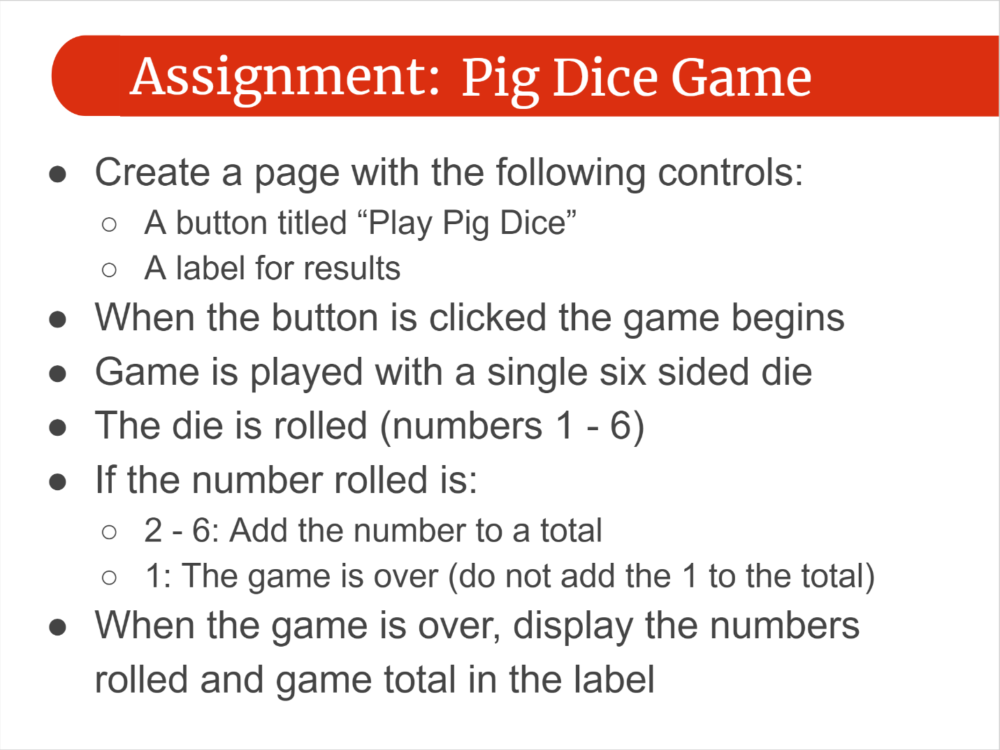 Assignment: Pig Dice Game
● Create a page with the following controls:
○ A button titled “Play Pig Dice”
○ A label for results
● When the button is clicked the game begins
● Game is played with a single six sided die
● The die is rolled (numbers 1 - 6)
● If the number rolled is:
○ 2 - 6: Add the number to a total
○ 1: The game is over (do not add the 1 to the total)
● When the game is over, display the numbers
rolled and game total in the label